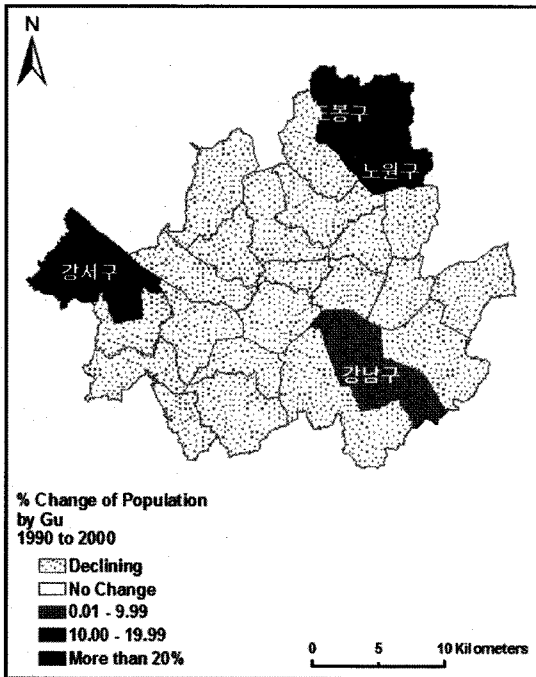 N
도봉구
노원구
강서구
강남구
% Change of Population
by Gu
1990 to 2000
Declining
No Change
0.01 - 9.99
10.00 - 19.99
More than 20%
0 5 10 Kilometers